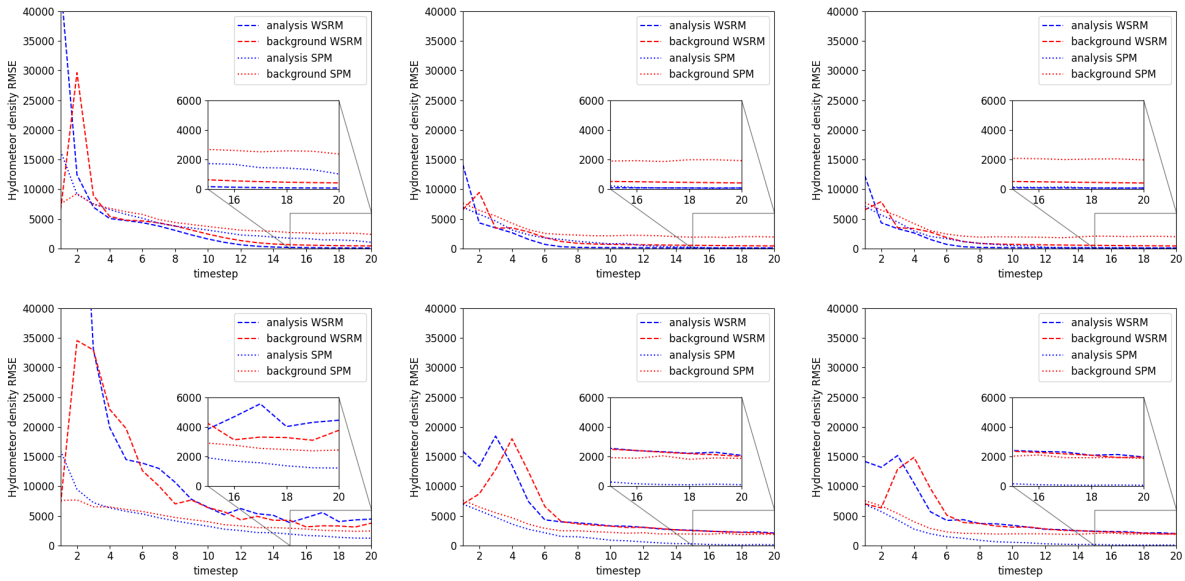 40000
35000
30000
25000
20000
15000
10000
5000
0
Hydrometeor density RMSE
analysis WSRM
background WSRM
analysis SPM
background SPM
6000
4000
2000
0
16 18 20
2 4 6 8 10 12 14 16 18 20
timestep
40000
35000
30000
25000
20000
15000
10000
5000
0
Hydrometeor density RMSE
analysis WSRM
background WSRM
analysis SPM
background SPM
6000
4000
2000
0
16 18 20
2 4 6 8 10 12 14 16 18 20
timestep
40000
35000
30000
25000
20000
15000
10000
5000
0
Hydrometeor density RMSE
analysis WSRM
background WSRM
analysis SPM
background SPM
6000
4000
2000
0
16 18 20
2 4 6 8 10 12 14 16 18 20
timestep
40000
35000
30000
25000
20000
15000
10000
5000
0
Hydrometeor density RMSE
analysis WSRM
background WSRM
analysis SPM
background SPM
6000
4000
2000
0
16 18 20
2 4 6 8 10 12 14 16 18 20
timestep
40000
35000
30000
25000
20000
15000
10000
5000
0
Hydrometeor density RMSE
analysis WSRM
background WSRM
analysis SPM
background SPM
6000
4000
2000
0
16 18 20
2 4 6 8 10 12 14 16 18 20
timestep
40000
35000
30000
25000
20000
15000
10000
5000
0
Hydrometeor density RMSE
analysis WSRM
background WSRM
analysis SPM
background SPM
6000
4000
2000
0
16 18 20
2 4 6 8 10 12 14 16 18 20
timestep